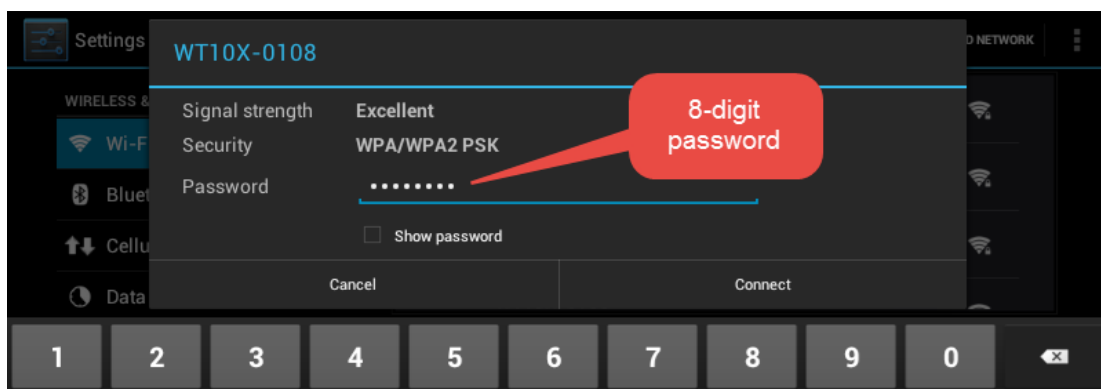 Settings
D NETWORK
WT10X-0108
WIRELESS &
Signal strength Excellent
8-digit
password
Wi-F
Security WPA/WPA2 PSK
Password ••••••••
Bluet
Show password
Cellu
Cancel Connect
Data
1 2 3 4 5 6 7 8 9 0